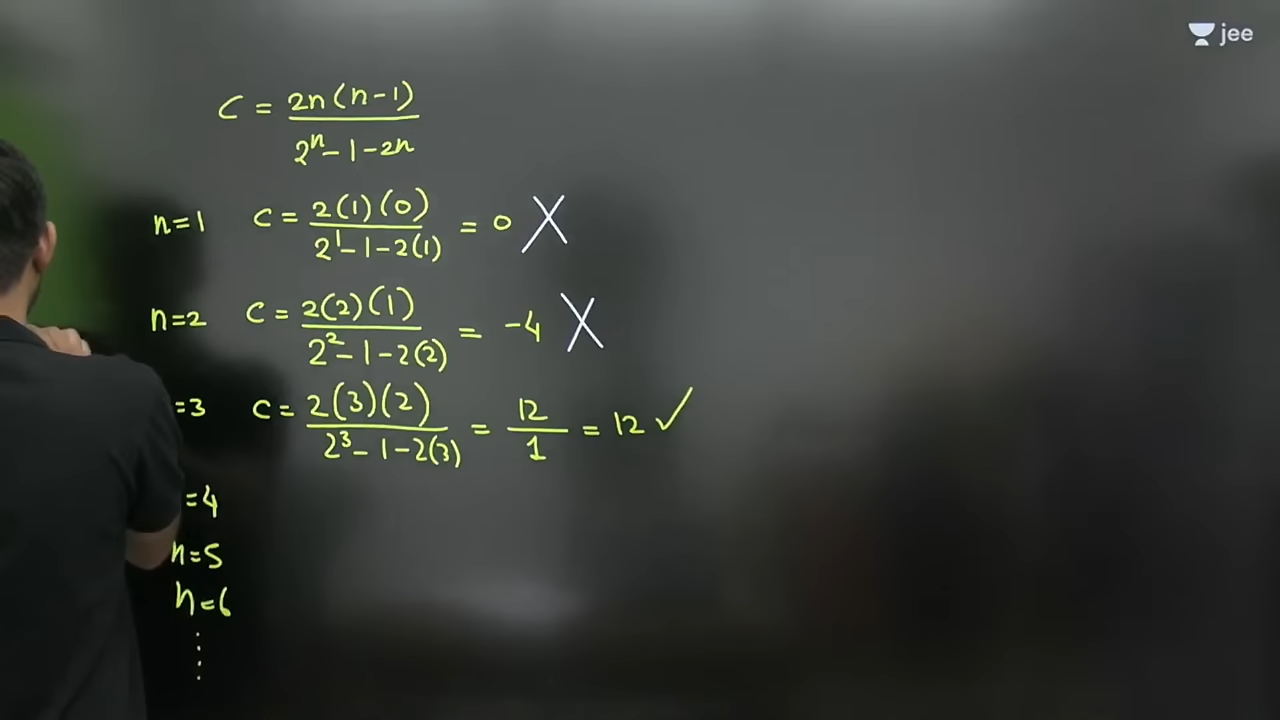 jee
C = 2n(n-1) / 2^n - 1 - 2n
n=1 C = 2(1)(0) / 2^1 - 1 - 2(1) = 0 X
n=2 C = 2(2)(1) / 2^2 - 1 - 2(2) = -4 X
=3 C = 2(3)(2) / 2^3 - 1 - 2(3) = 12 / 1 = 12 ✓
=4
n=5
n=6
⋮